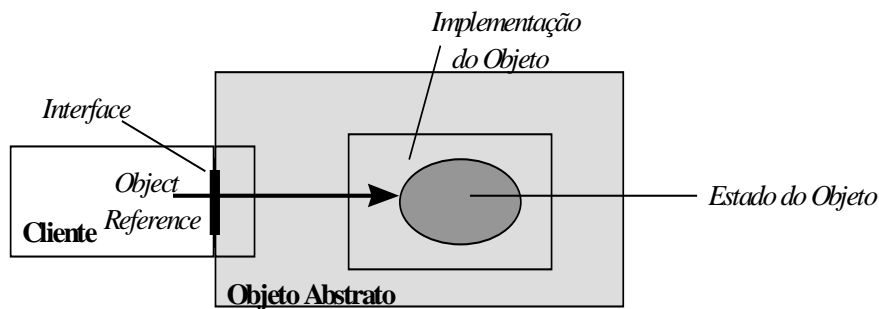 Implementação
do Objeto
Interface
Object
Reference
Cliente
Estado do Objeto
Objeto Abstrato